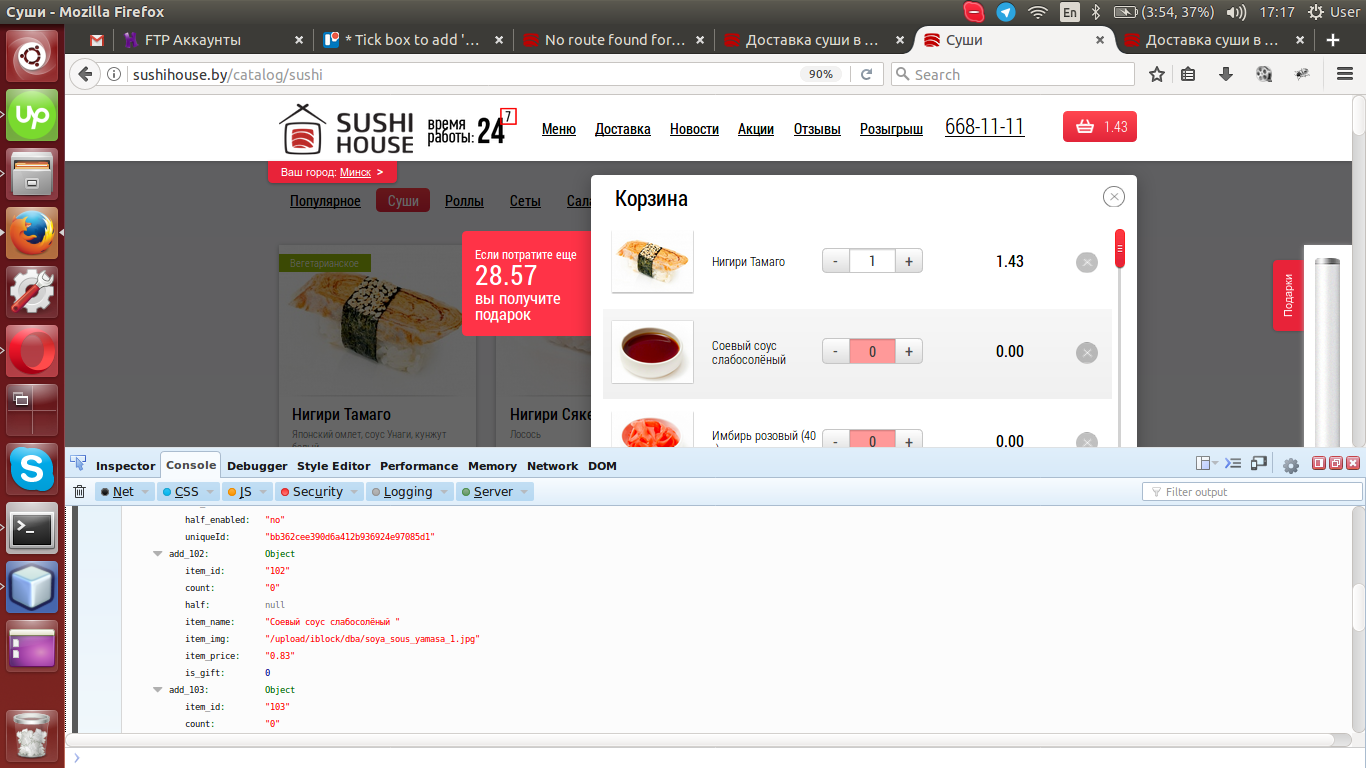 Суши - Mozilla Firefox
En
(3:54, 37%)
17:17
User
FTP Аккаунты
* Tick box to add '...
No route found for...
Доставка суши в ...
Суши
Доставка суши в ...
sushihouse.by/catalog/sushi
90%
Search
SUSHI
HOUSE
время
работы:
24
7
Меню
Доставка
Новости
Акции
Отзывы
Розыгрыш
668-11-11
1.43
Ваш город: Минск >
Популярное
Суши
Роллы
Сеты
Сала
Корзина
Вегетарианское
Если потратите еще
28.57
вы получите
подарок
Нигири Тамаго
- 1 +
1.43
Соевый соус
слабосолёный
- 0 +
0.00
Имбирь розовый (40
- 0 +
0.00
Подарки
Нигири Тамаго
Японский омлет, соус Унаги, кунжут
Нигири Сяке
Лосось
Inspector
Console
Debugger
Style Editor
Performance
Memory
Network
DOM
Net
CSS
JS
Security
Logging
Server
Filter output
half_enabled: "no"
uniqueId: "bb362cee390d6a412b936924e97085d1"
add_102: Object
item_id: "102"
count: "0"
half: null
item_name: "Соевый соус слабосолёный "
item_img: "/upload/iblock/dba/soya_sous_yamasa_1.jpg"
item_price: "0.83"
is_gift: 0
add_103: Object
item_id: "103"
count: "0"